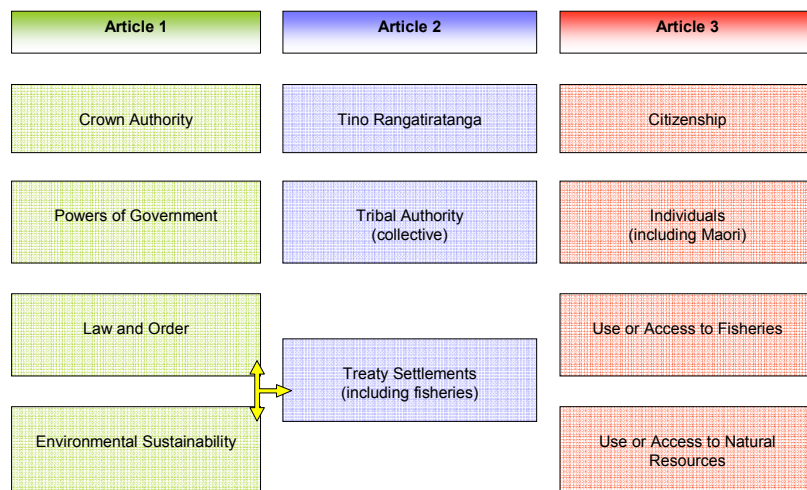 Article 1
Article 2
Article 3
Crown Authority
Tino Rangatiratanga
Citizenship
Powers of Government
Tribal Authority
(collective)
Individuals
(including Maori)
Law and Order
Treaty Settlements
(including fisheries)
Use or Access to Fisheries
Environmental Sustainability
Use or Access to Natural
Resources